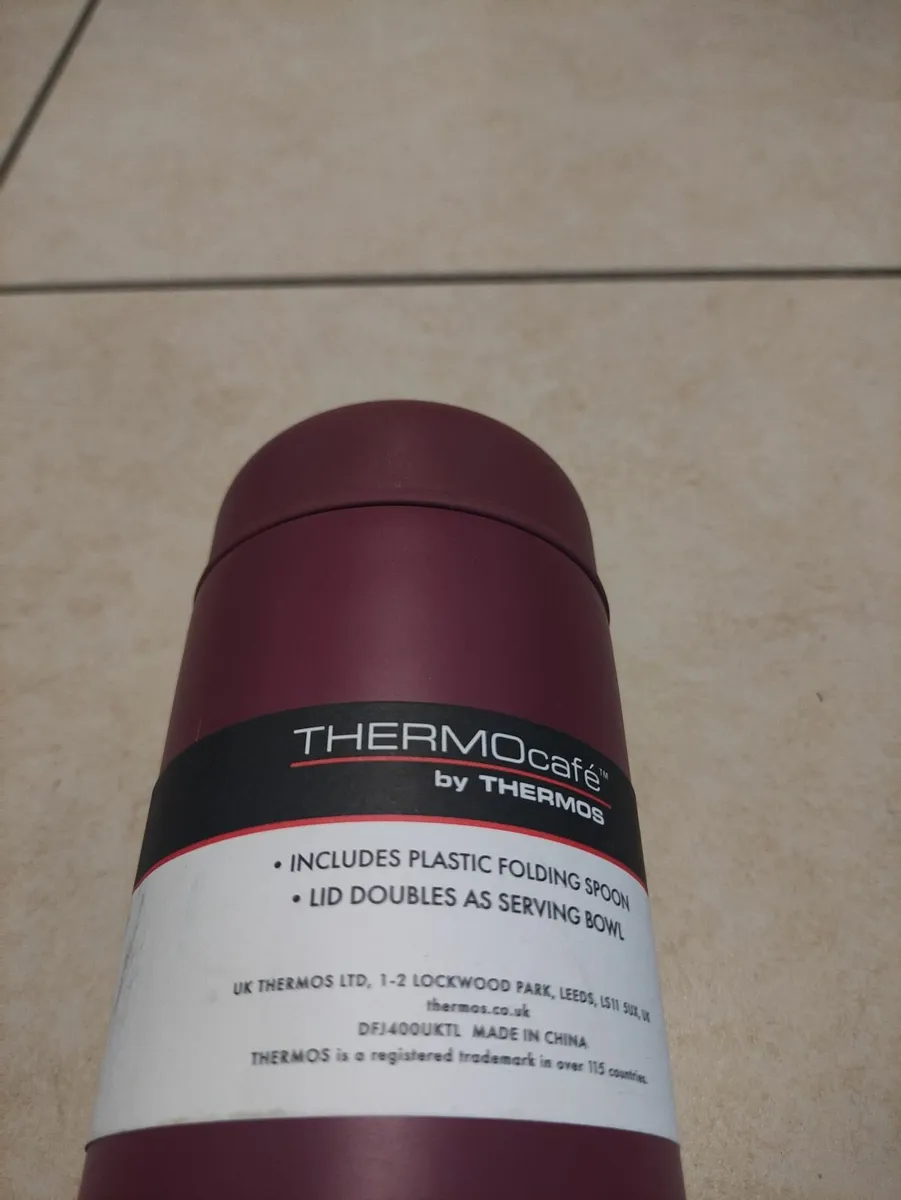 THERMOcafé™
by THERMOS
• INCLUDES PLASTIC FOLDING SPOON
• LID DOUBLES AS SERVING BOWL
UK THERMOS LTD, 1-2 LOCKWOOD PARK, LEEDS, LS11 5UX, UK
thermos.co.uk
DFJ400UKTL MADE IN CHINA
THERMOS is a registered trademark in over 115 countries.